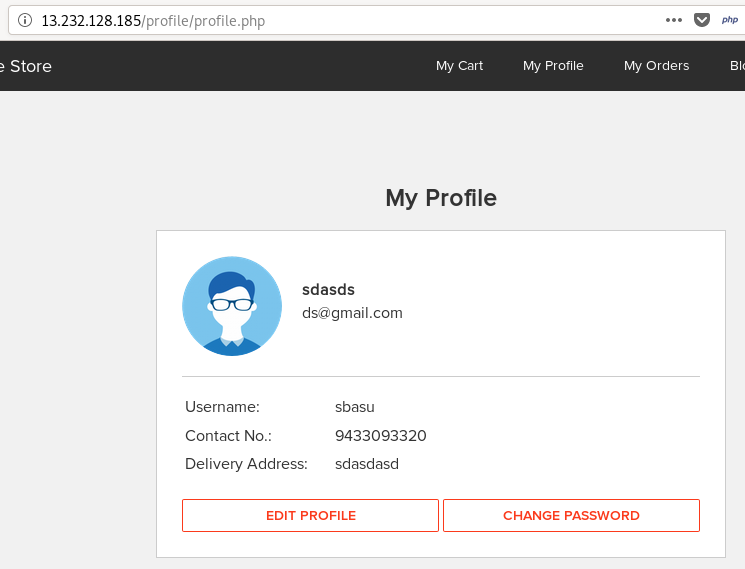 13.232.128.185/profile/profile.php
php
e Store My Cart My Profile My Orders Blo
My Profile
sdasds
ds@gmail.com
Username: sbasu
Contact No.: 9433093320
Delivery Address: sdasdasd
EDIT PROFILE CHANGE PASSWORD